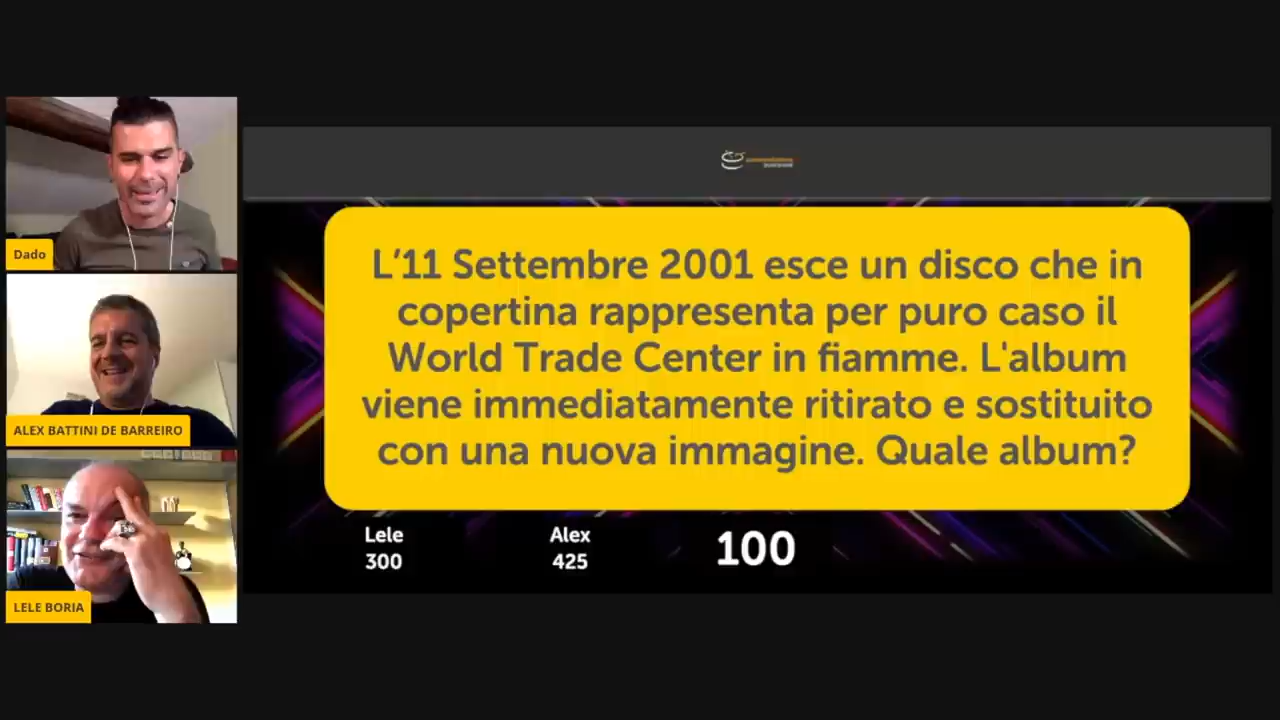 Dado
ALEX BATTINI DE BARREIRO
LELE BORIA
L'11 Settembre 2001 esce un disco che in
copertina rappresenta per puro caso il
World Trade Center in fiamme. L'album
viene immediatamente ritirato e sostituito
con una nuova immagine. Quale album?
Lele
300
Alex
425
100